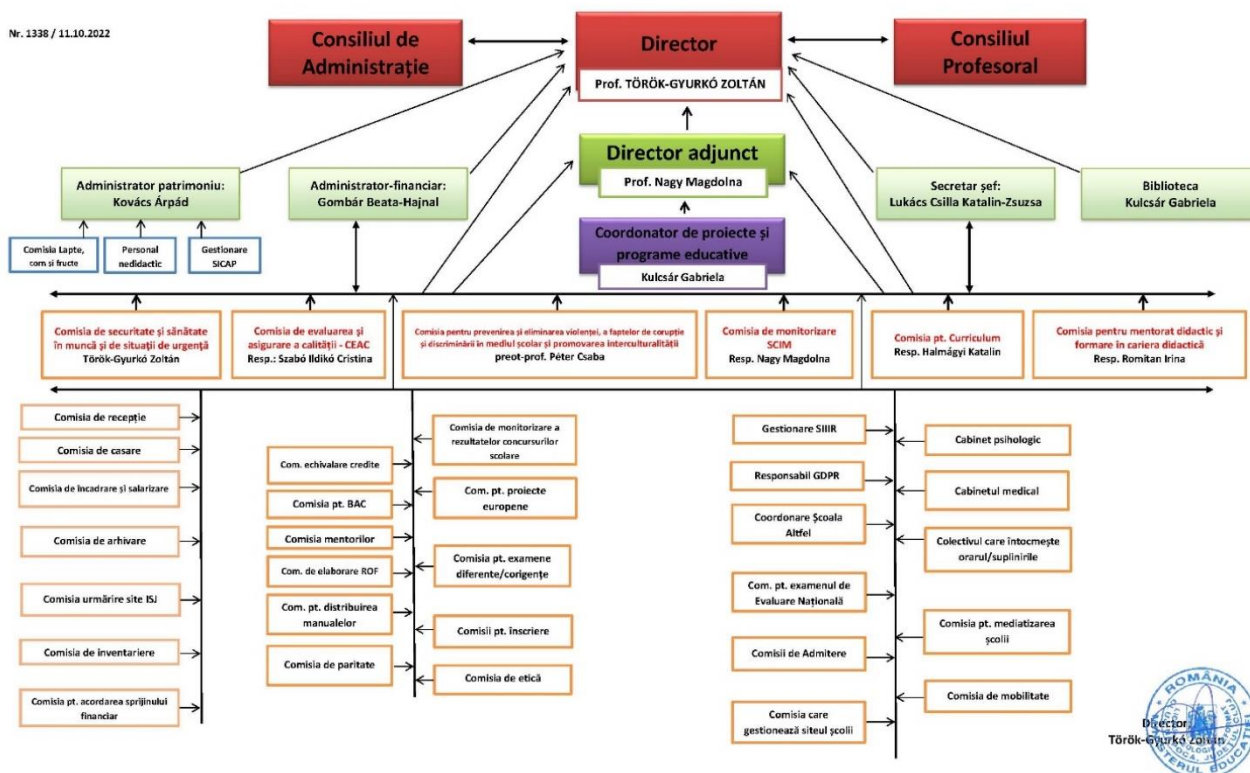 Nr. 1338 / 11.10.2022
Consiliul de
Administrație
Director
Prof. TÖRÖK-GYURKÓ ZOLTÁN
Consiliul
Profesoral
Director adjunct
Prof. Nagy Magdolna
Administrator patrimoniu:
Kovács Árpád
Administrator-financiar:
Gombár Beata-Hajnal
Secretar șef:
Lukács Csilla Katalin-Zsuzsa
Biblioteca
Kulcsár Gabriela
Comisia Lapte,
corn și fructe
Personal
nedidactic
Gestionare
SICAP
Coordonator de proiecte și
programe educative
Kulcsár Gabriela
Comisia de securitate și sănătate
în muncă și de situații de urgență
Török-Gyurkó Zoltán
Comisia de evaluarea și
asigurare a calității - CEAC
Resp.: Szabó Ildikó Cristina
Comisia pentru prevenirea și eliminarea violenței, a faptelor de corupție
și discriminării în mediul școlar și promovarea interculturalității
preot-prof. Péter Csaba
Comisia de monitorizare
SCIM
Resp. Nagy Magdolna
Comisia pt. Curriculum
Resp. Halmágyi Katalin
Comisia pentru mentorat didactic și
formare în cariera didactică
Resp. Romitan Irina
Comisia de recepție
Comisia de casare
Comisia de încadrare și salarizare
Comisia de arhivare
Comisia urmărire site ISJ
Comisia de inventariere
Comisia pt. acordarea sprijinului
financiar
Com. echivalare credite
Comisia pt. BAC
Comisia mentorilor
Com. de elaborare ROF
Com. pt. distribuirea
manualelor
Comisia de paritate
Comisia de monitorizare a
rezultatelor concursurilor
scolare
Com. pt. proiecte
europene
Comisia pt. examene
diferente/corigențe
Comisii pt. înscriere
Comisia de etică
Gestionare SIIIR
Responsabil GDPR
Coordonare Școala
Altfel
Com. pt. examenul de
Evaluare Națională
Comisii de Admitere
Comisia care
gestionează siteul școlii
Cabinet psihologic
Cabinetul medical
Colectivul care întocmește
orarul/suplinirile
Comisia pt. mediatizarea
școlii
Comisia de mobilitate
Director,
Török-Gyurkó Zoltán
ROMÂNIA